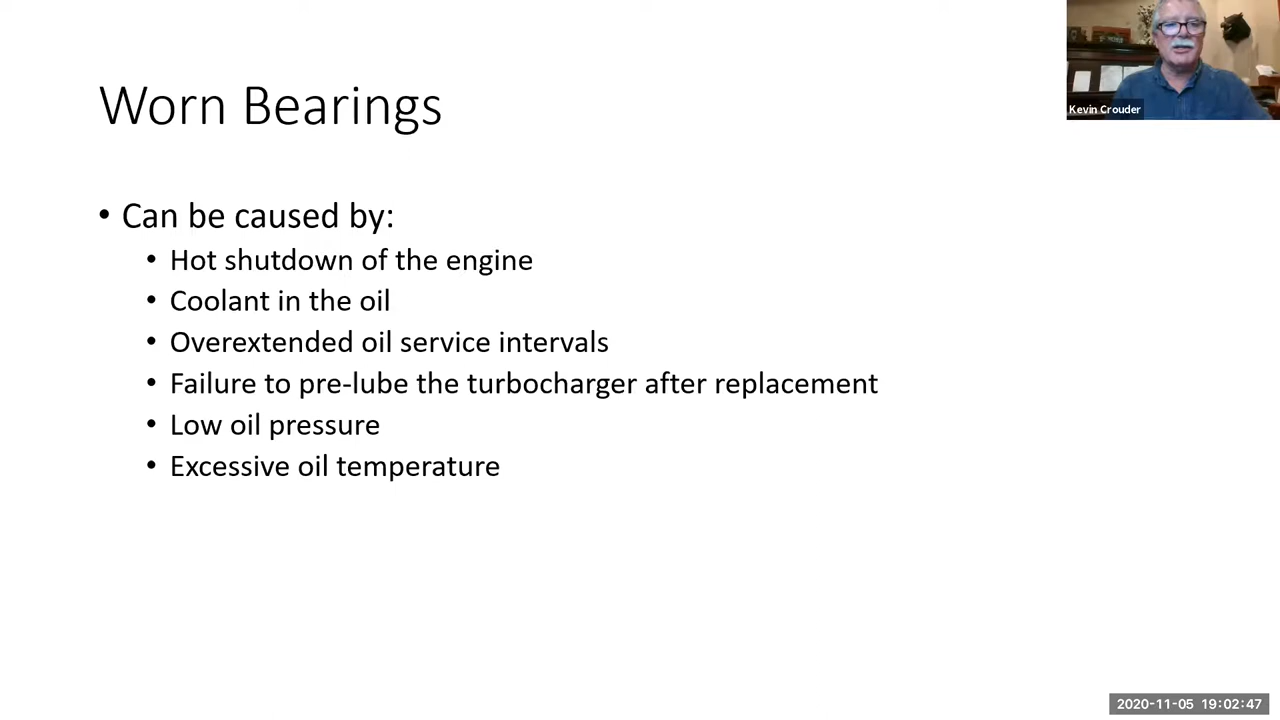 Worn Bearings
Kevin Crouder
• Can be caused by:
• Hot shutdown of the engine
• Coolant in the oil
• Overextended oil service intervals
• Failure to pre-lube the turbocharger after replacement
• Low oil pressure
• Excessive oil temperature
2020-11-05 19:02:47